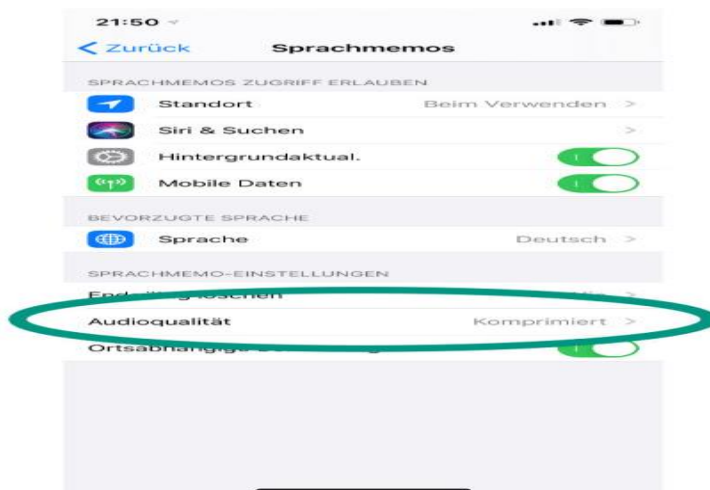 21:50
Zurück Sprachmemos
SPRACHMEMOS ZUGRIFF ERLAUBEN
Standort Beim Verwenden
Siri & Suchen
Hintergrundaktual.
Mobile Daten
BEVORZUGTE SPRACHE
Sprache Deutsch
SPRACHMEMO-EINSTELLUNGEN
Audioqualität Komprimiert